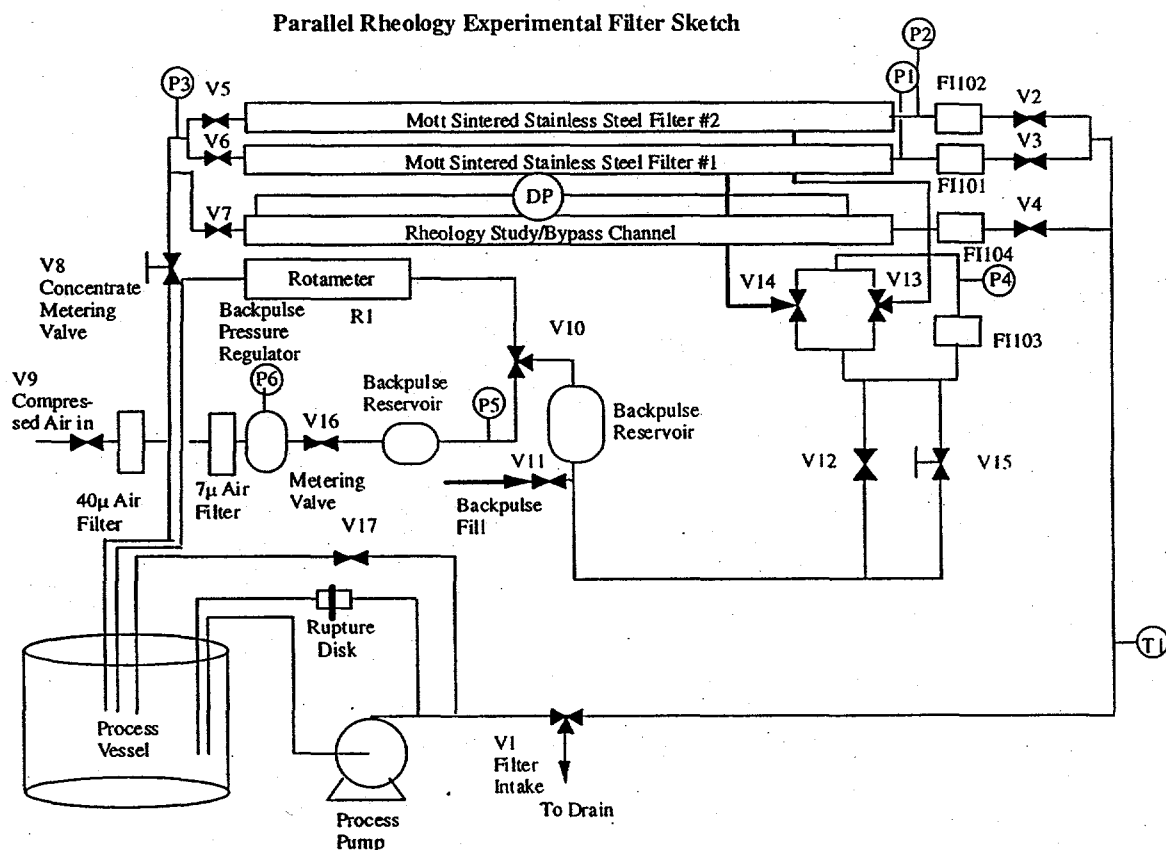 Parallel Rheology Experimental Filter Sketch
P2
P3
V5
P1
FI102
V2
Mott Sintered Stainless Steel Filter #2
V6
V3
Mott Sintered Stainless Steel Filter #1
FI101
DP
V7
V4
Rheology Study/Bypass Channel
FI104
V8
Concentrate
Metering
Valve
Rotameter
R1
V14
V13
P4
Backpulse
Pressure
Regulator
V10
FI103
V9
Compres-
sed Air in
P6
Backpulse
Reservoir
P5
Backpulse
Reservoir
V16
V11
V12
V15
40μ Air
Filter
7μ Air
Filter
Metering
Valve
Backpulse
Fill
V17
Rupture
Disk
T1
Process
Vessel
V1
Filter
Intake
To Drain
Process
Pump